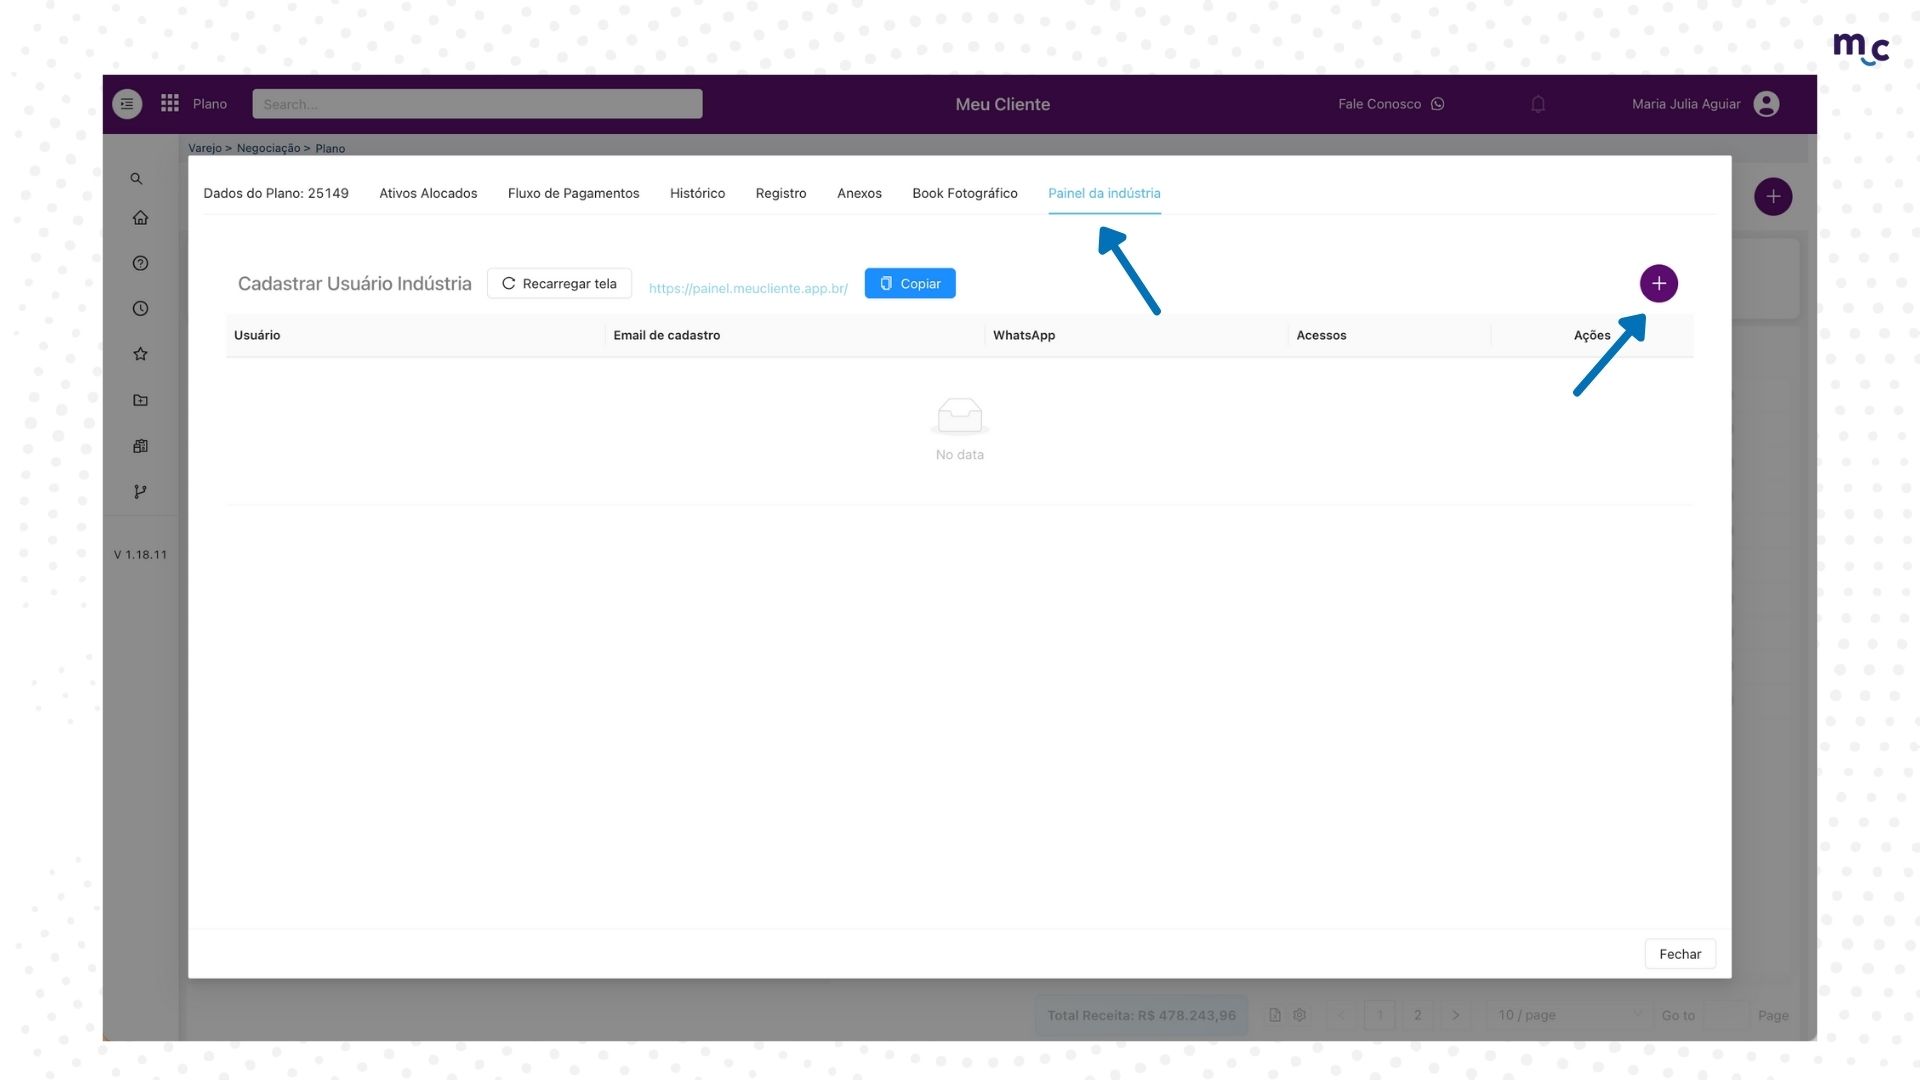 mc
Plano
Search...
Meu Cliente
Fale Conosco
Maria Julia Aguiar
Varejo > Negociação > Plano
Dados do Plano: 25149 Ativos Alocados Fluxo de Pagamentos Histórico Registro Anexos Book Fotográfico Painel da indústria
Cadastrar Usuário Indústria Recarregar tela https://painel.meucliente.app.br/ Copiar
Usuário Email de cadastro WhatsApp Acessos Ações
No data
V 1.18.11
Fechar
Total Receita: R$ 478.243,96 < 1 2 > 10 / page Go to Page